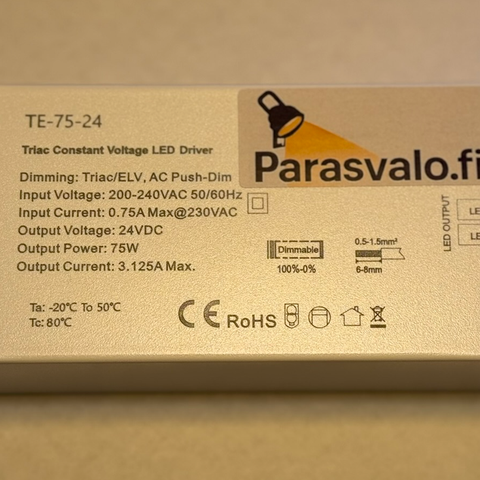 TE-75-24
Triac Constant Voltage LED Driver
Dimming: Triac/ELV, AC Push-Dim
Input Voltage: 200-240VAC 50/60Hz
Input Current: 0.75A Max@230VAC
Output Voltage: 24VDC
Output Power: 75W
Output Current: 3.125A Max.
Ta: -20℃ To 50℃
Tc: 80℃
Parasvalo.fi
Dimmable
100%-0%
0.5-1.5mm²
6-8mm
LED OUTPUT
LE
LE
CE RoHS